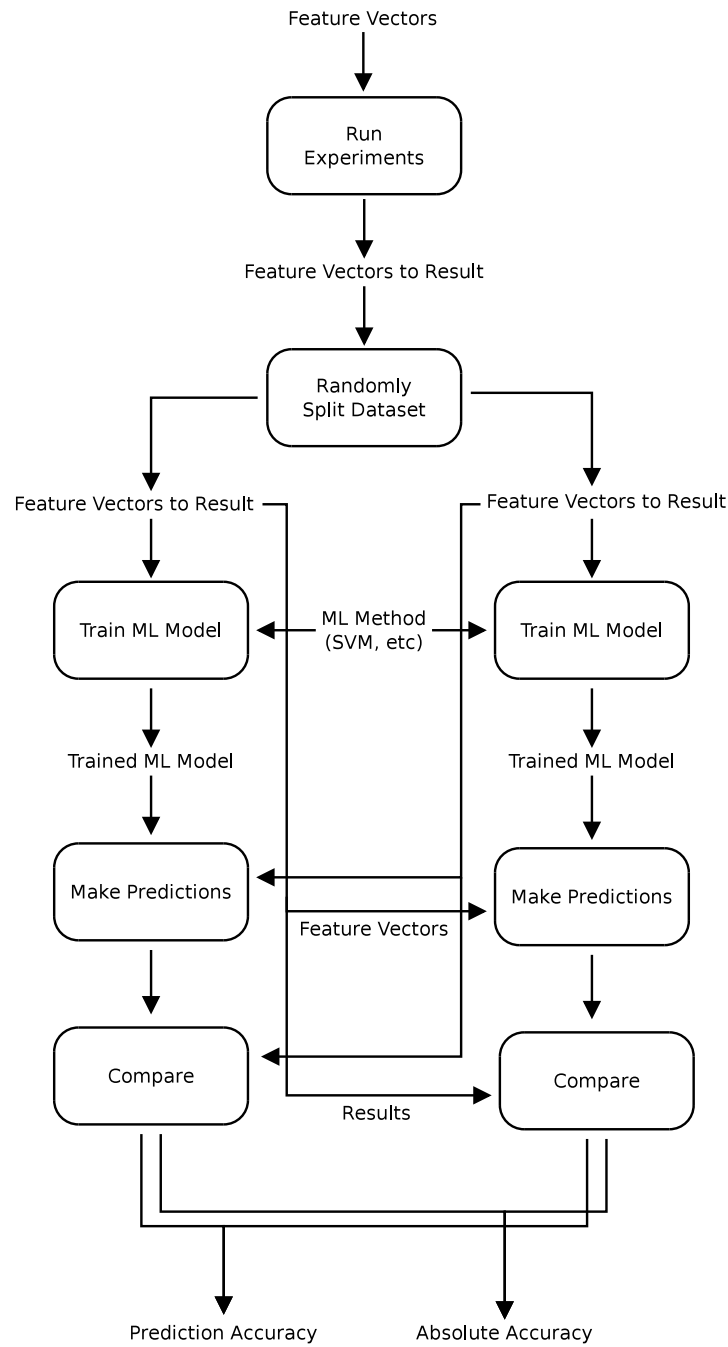 Feature Vectors
Run
Experiments
Feature Vectors to Result
Randomly
Split Dataset
Feature Vectors to Result
Feature Vectors to Result
Train ML Model
ML Method
(SVM, etc)
Train ML Model
Trained ML Model
Trained ML Model
Make Predictions
Make Predictions
Feature Vectors
Compare
Compare
Results
Prediction Accuracy
Absolute Accuracy